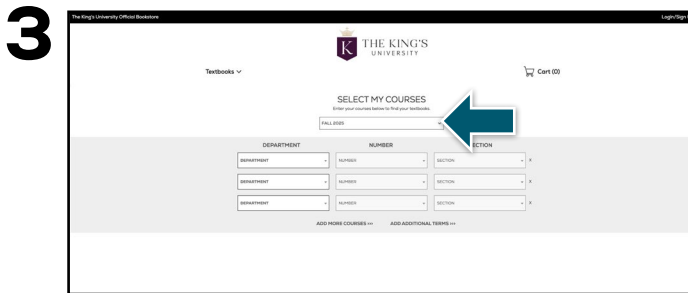 3
The King's University Official Bookstore
Login/Sign
K THE KING'S
UNIVERSITY
Textbooks
Cart (0)
SELECT MY COURSES
Enter your courses below to find your textbooks
FALL 2025
DEPARTMENT NUMBER ECTION
DEPARTMENT NUMBER SECTION X
DEPARTMENT NUMBER SECTION X
DEPARTMENT NUMBER SECTION X
ADD MORE COURSES >>> ADD ADDITIONAL TERMS >>>